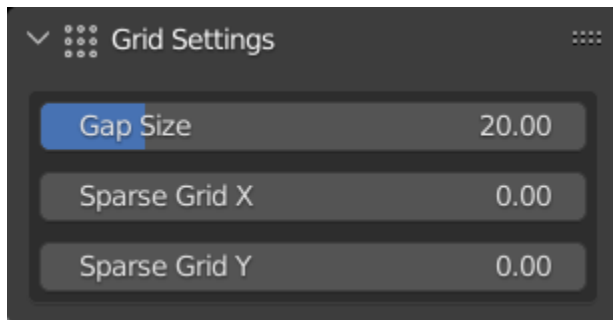 Grid Settings
Gap Size 20.00
Sparse Grid X 0.00
Sparse Grid Y 0.00